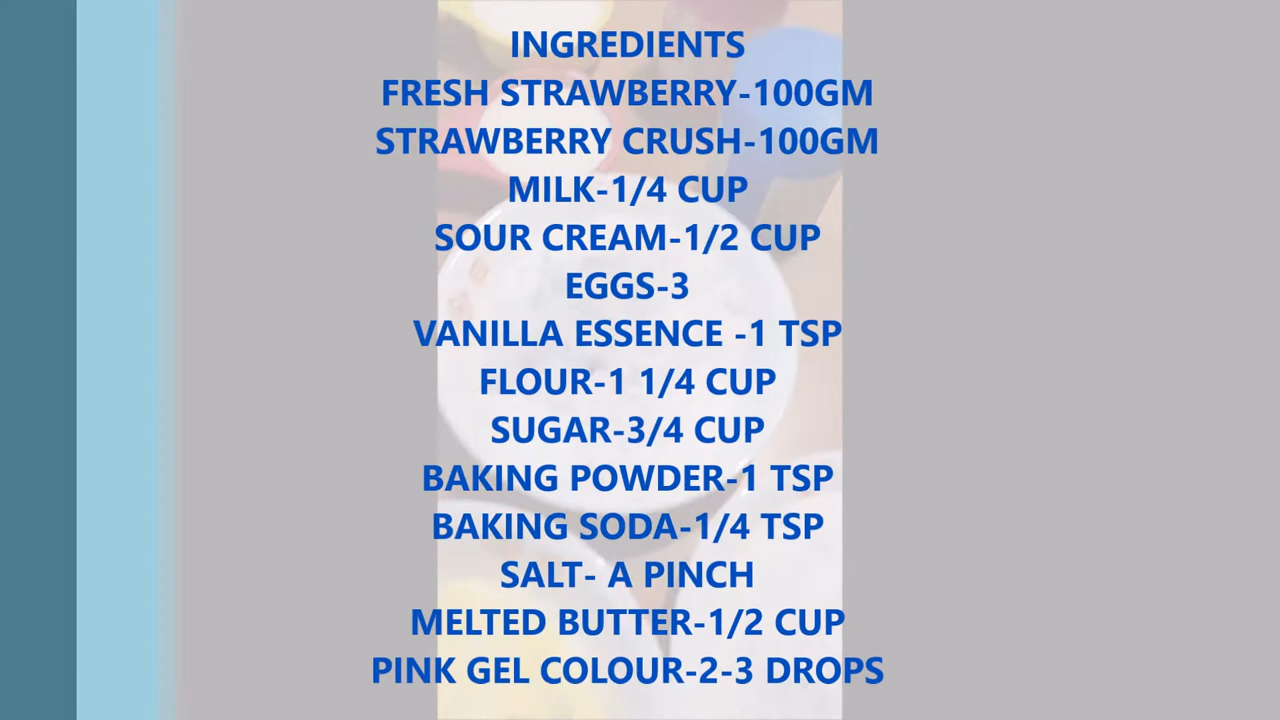 INGREDIENTS
FRESH STRAWBERRY-100GM
STRAWBERRY CRUSH-100GM
MILK-1/4 CUP
SOUR CREAM-1/2 CUP
EGGS-3
VANILLA ESSENCE -1 TSP
FLOUR-1 1/4 CUP
SUGAR-3/4 CUP
BAKING POWDER-1 TSP
BAKING SODA-1/4 TSP
SALT- A PINCH
MELTED BUTTER-1/2 CUP
PINK GEL COLOUR-2-3 DROPS